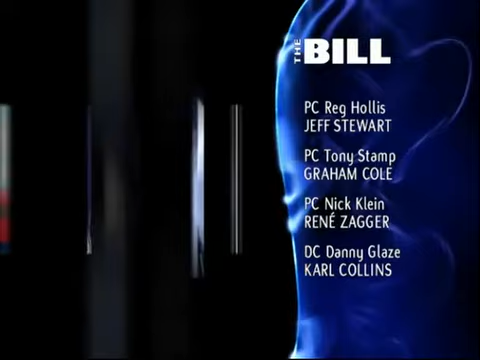 THE BILL
PC Reg Hollis
JEFF STEWART
PC Tony Stamp
GRAHAM COLE
PC Nick Klein
RENÉ ZAGGER
DC Danny Glaze
KARL COLLINS